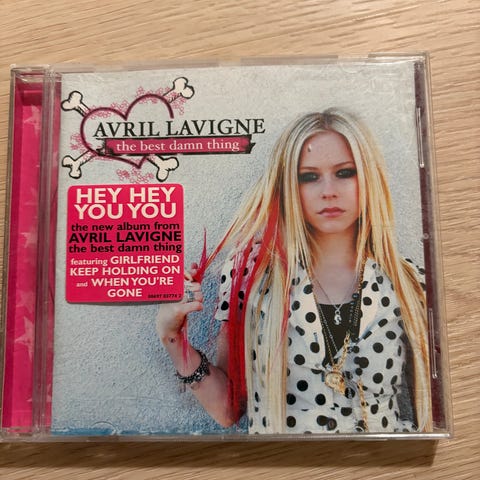 AVRIL LAVIGNE
the best damn thing
HEY HEY
YOU YOU
the new album from
AVRIL LAVIGNE
the best damn thing
featuring GIRLFRIEND
KEEP HOLDING ON
and WHEN YOU'RE
GONE